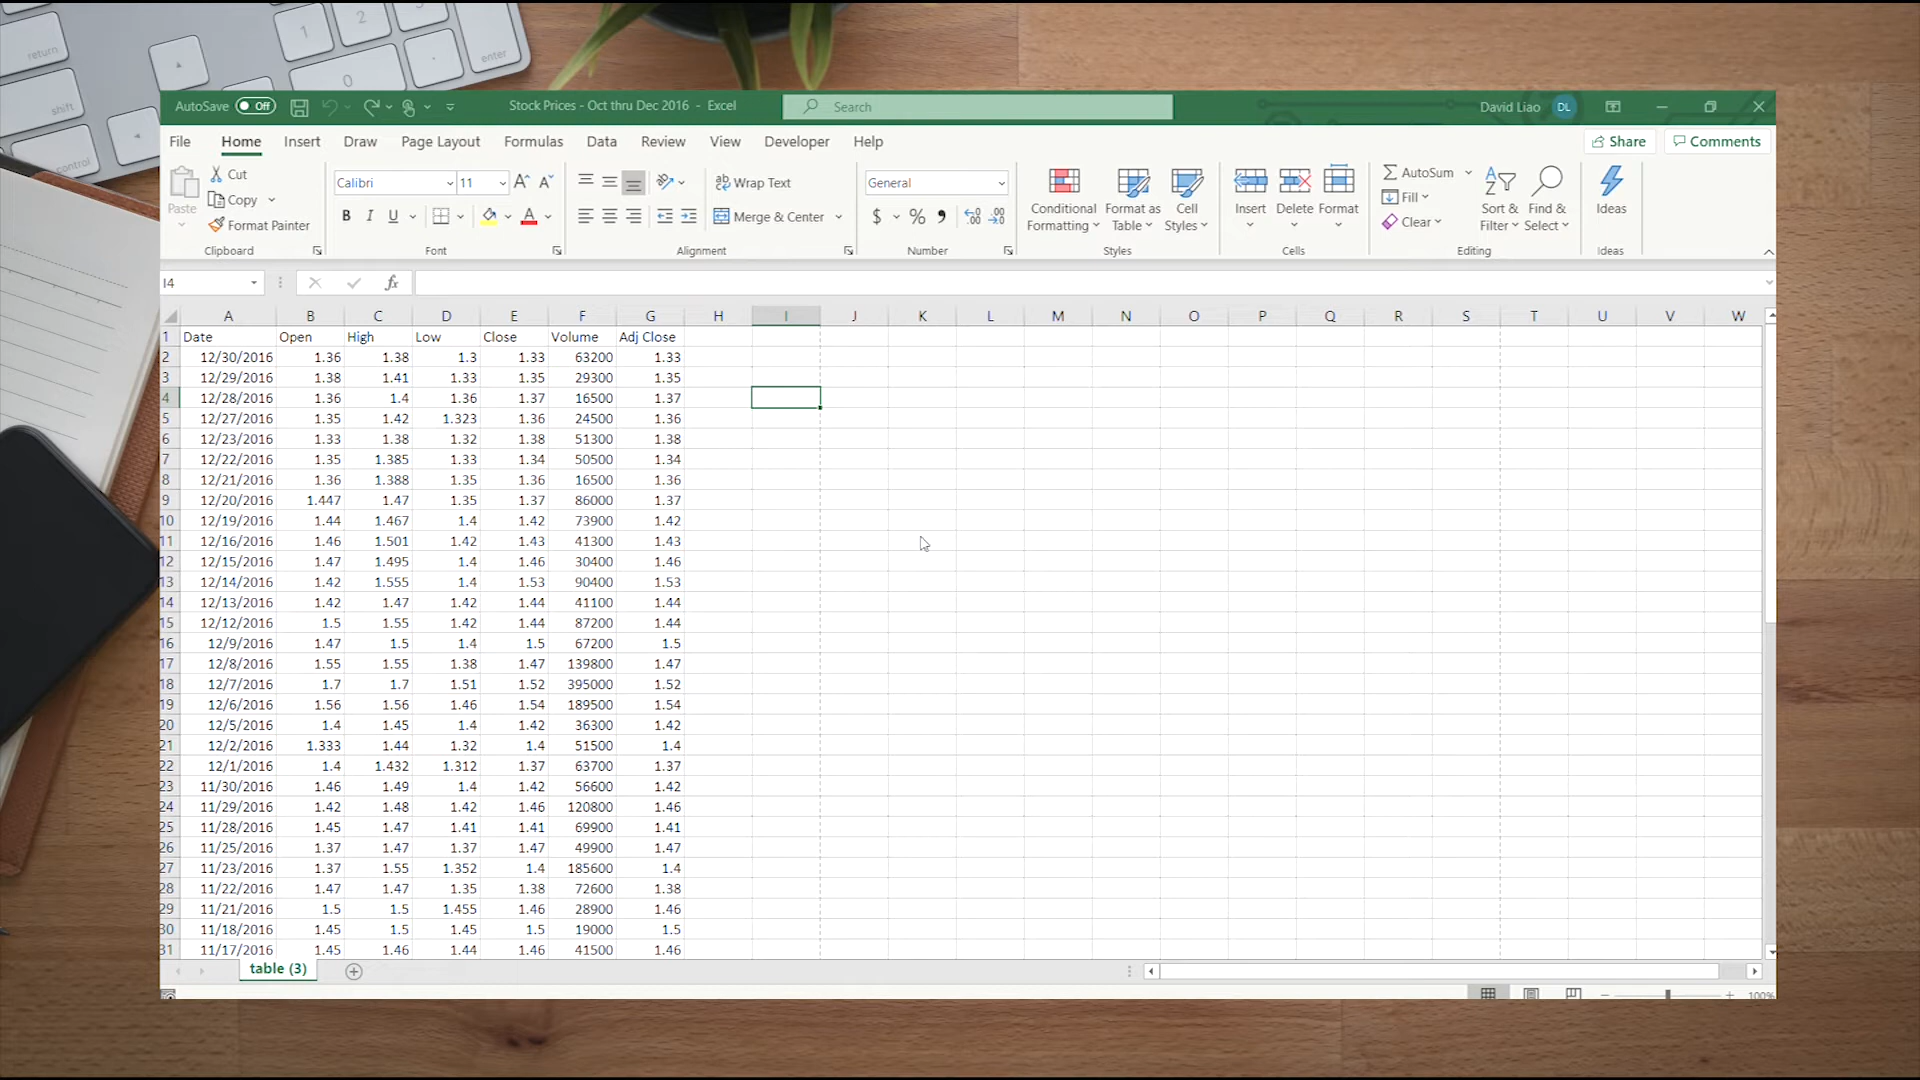 return
shift
control
enter
1
2
0
AutoSave Off
Stock Prices - Oct thru Dec 2016 - Excel
Search
David Liao DL
File Home Insert Draw Page Layout Formulas Data Review View Developer Help
Share Comments
Paste
Cut
Copy
Format Painter
Clipboard
Calibri 11
B I U
Font
Wrap Text
Merge & Center
Alignment
General
$ %
Number
Conditional Formatting
Format as Table
Cell Styles
Styles
Insert Delete Format
Cells
AutoSum
Fill
Clear
Sort & Filter
Find & Select
Editing
Ideas
Ideas
I4
fx
A B C D E F G H I J K L M N O P Q R S T U V W
1 Date Open High Low Close Volume Adj Close
2 12/30/2016 1.36 1.38 1.3 1.33 63200 1.33
3 12/29/2016 1.38 1.41 1.33 1.35 29300 1.35
4 12/28/2016 1.36 1.4 1.36 1.37 16500 1.37
5 12/27/2016 1.35 1.42 1.323 1.36 24500 1.36
6 12/23/2016 1.33 1.38 1.32 1.38 51300 1.38
7 12/22/2016 1.35 1.385 1.33 1.34 50500 1.34
8 12/21/2016 1.36 1.388 1.35 1.36 16500 1.36
9 12/20/2016 1.447 1.47 1.35 1.37 86000 1.37
10 12/19/2016 1.44 1.467 1.4 1.42 73900 1.42
11 12/16/2016 1.46 1.501 1.42 1.43 41300 1.43
12 12/15/2016 1.47 1.495 1.4 1.46 30400 1.46
13 12/14/2016 1.42 1.555 1.4 1.53 90400 1.53
14 12/13/2016 1.42 1.47 1.42 1.44 41100 1.44
15 12/12/2016 1.5 1.55 1.42 1.44 87200 1.44
16 12/9/2016 1.47 1.5 1.4 1.5 67200 1.5
17 12/8/2016 1.55 1.55 1.38 1.47 139800 1.47
18 12/7/2016 1.7 1.7 1.51 1.52 395000 1.52
19 12/6/2016 1.56 1.56 1.46 1.54 189500 1.54
20 12/5/2016 1.4 1.45 1.4 1.42 36300 1.42
21 12/2/2016 1.333 1.44 1.32 1.4 51500 1.4
22 12/1/2016 1.4 1.432 1.312 1.37 63700 1.37
23 11/30/2016 1.46 1.49 1.4 1.42 56600 1.42
24 11/29/2016 1.42 1.48 1.42 1.46 120800 1.46
25 11/28/2016 1.45 1.47 1.41 1.41 69900 1.41
26 11/25/2016 1.37 1.47 1.37 1.47 49900 1.47
27 11/23/2016 1.37 1.55 1.352 1.4 185600 1.4
28 11/22/2016 1.47 1.47 1.35 1.38 72600 1.38
29 11/21/2016 1.5 1.5 1.455 1.46 28900 1.46
30 11/18/2016 1.45 1.5 1.45 1.5 19000 1.5
31 11/17/2016 1.45 1.46 1.44 1.46 41500 1.46
table (3)
100%